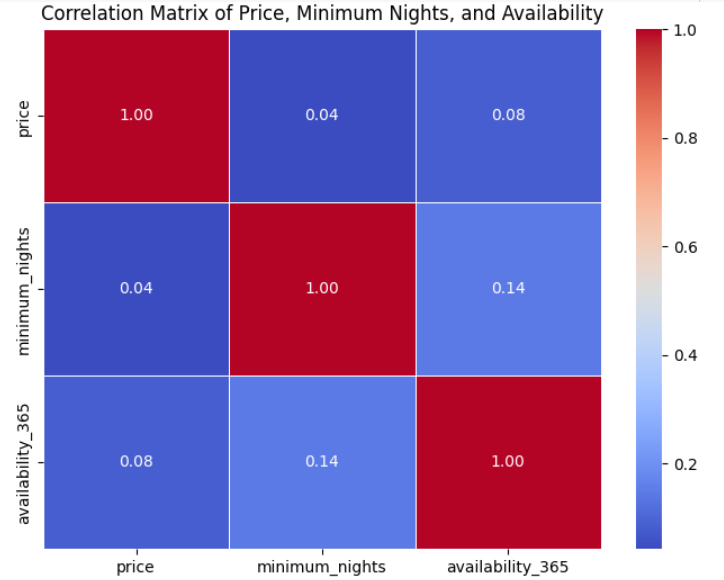 Correlation Matrix of Price, Minimum Nights, and Availability
price
1.00
0.04
0.08
minimum_nights
0.04
1.00
0.14
availability_365
0.08
0.14
1.00
price
minimum_nights
availability_365
1.0
0.8
0.6
0.4
0.2